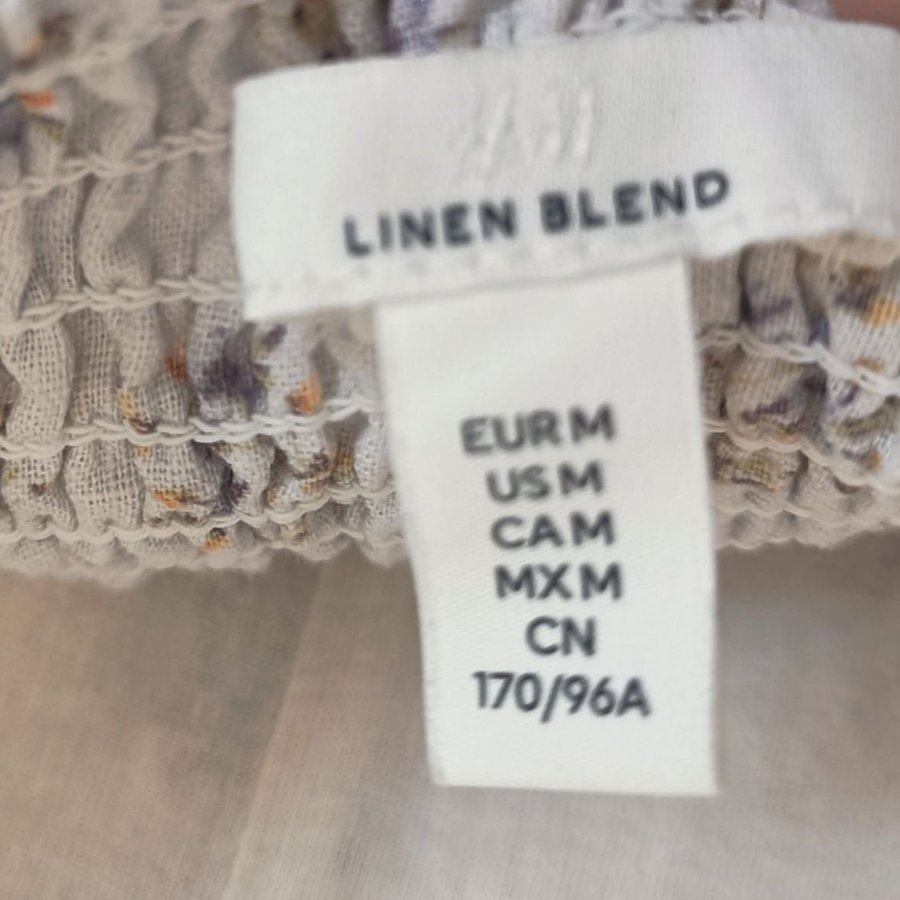 H&M
LINEN BLEND
EUR M
US M
CA M
MX M
CN
170/96A